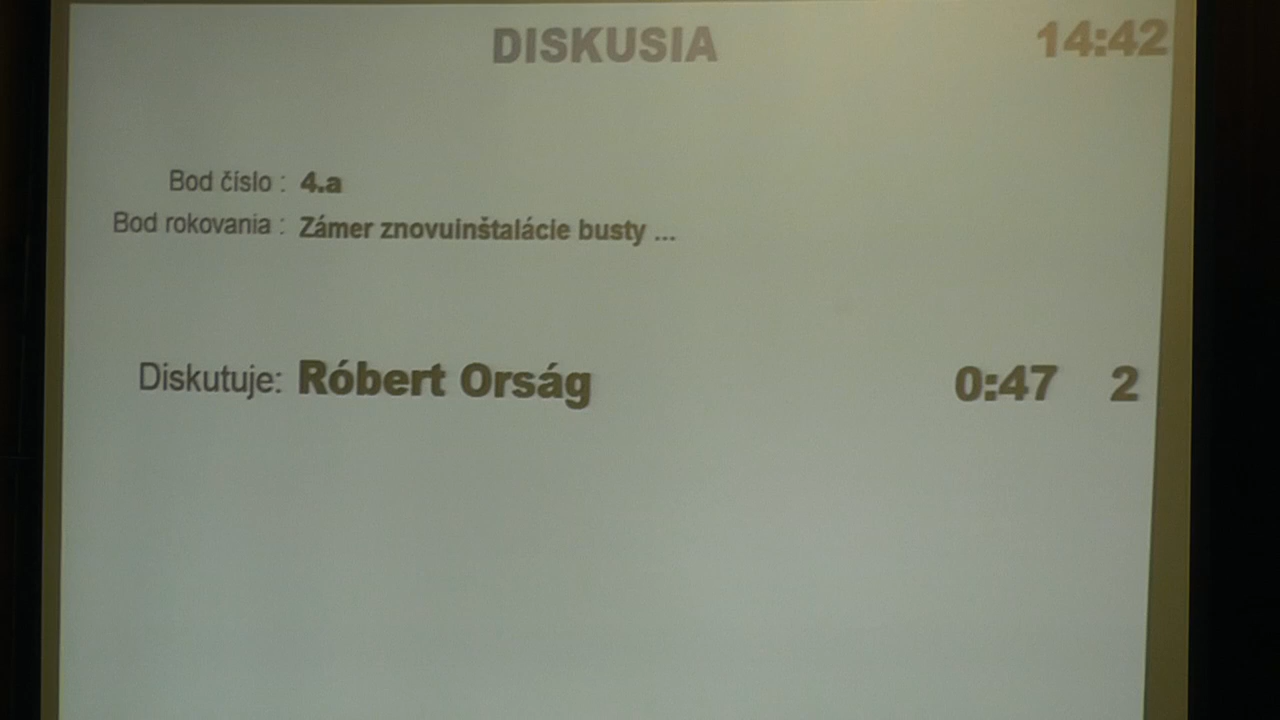 DISKUSIA 14:42
Bod číslo : 4.a
Bod rokovania : Zámer znovuinštalácie busty ...
Diskutuje: Róbert Orság 0:47 2